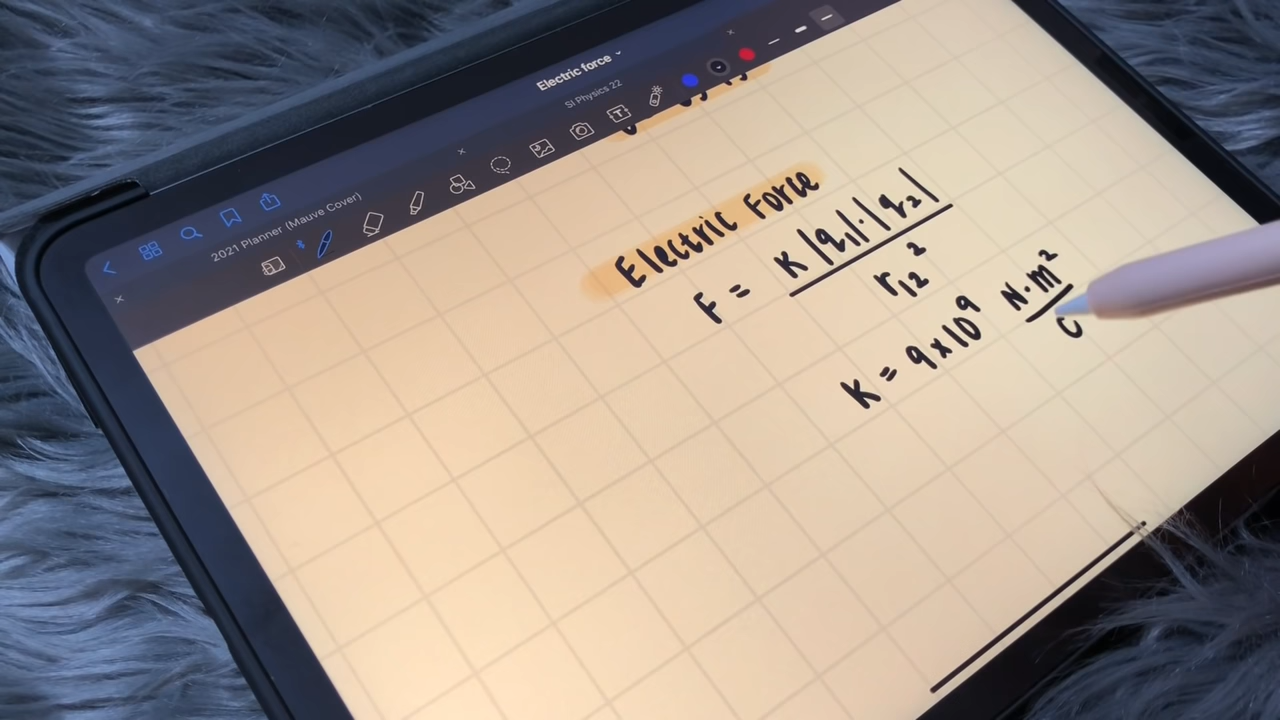 Electric force
SI Physics 22
2021 Planner (Mauve Cover)
Electric Force
F = K|q₁|·|q₂| / r₁₂²
K = 9×10⁹ N·m² / C